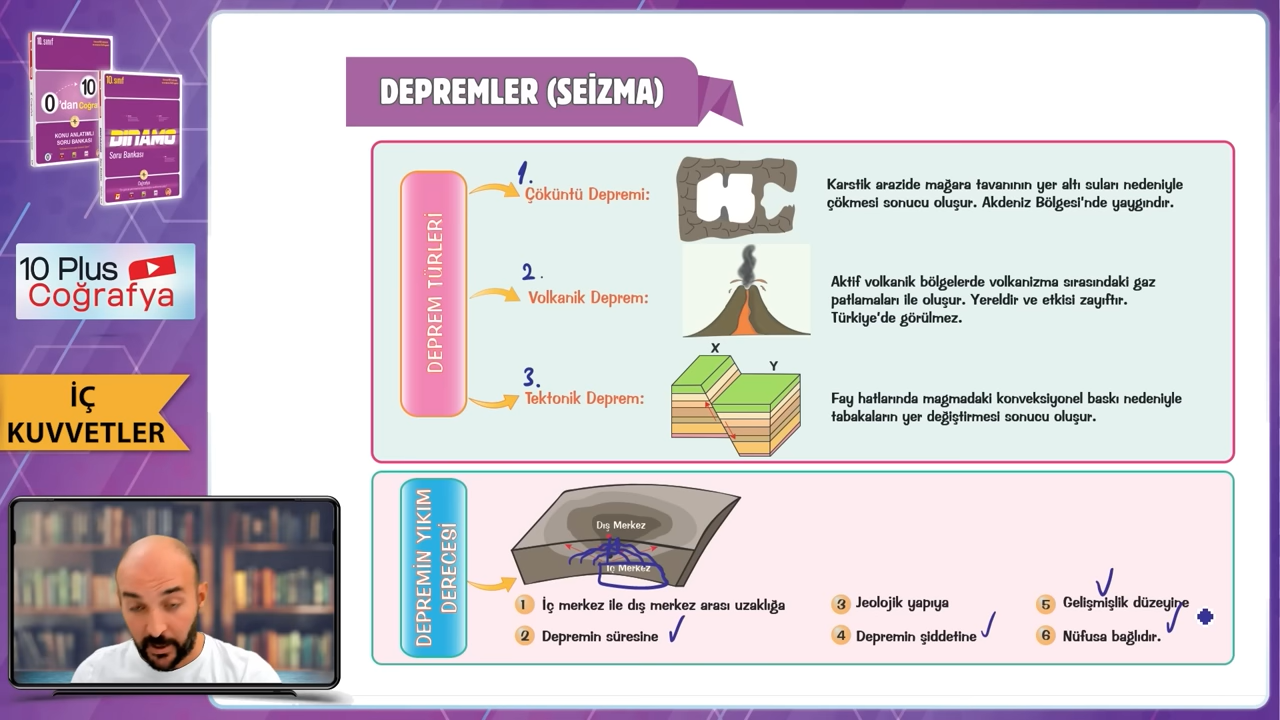 10. sınıf
0'dan 10
Coğra
KONU ANLATIMLI
SORU BANKASI
10. sınıf
DİNAMO
Soru Bankası
Coğrafya
10 Plus
Coğrafya
İÇ
KUVVETLER
DEPREMLER (SEİZMA)
DEPREM TÜRLERİ
1.
Çöküntü Depremi:
Karstik arazide mağara tavanının yer altı suları nedeniyle
çökmesi sonucu oluşur. Akdeniz Bölgesi'nde yaygındır.
2.
Volkanik Deprem:
Aktif volkanik bölgelerde volkanizma sırasındaki gaz
patlamaları ile oluşur. Yereldir ve etkisi zayıftır.
Türkiye'de görülmez.
3.
Tektonik Deprem:
X
Y
Fay hatlarında magmadaki konveksiyonel baskı nedeniyle
tabakaların yer değiştirmesi sonucu oluşur.
DEPREMİN YIKIM
DERECESİ
Dış Merkez
İç Merkez
1 İç merkez ile dış merkez arası uzaklığa
2 Depremin süresine
3 Jeolojik yapıya
4 Depremin şiddetine
5 Gelişmişlik düzeyine
6 Nüfusa bağlıdır.